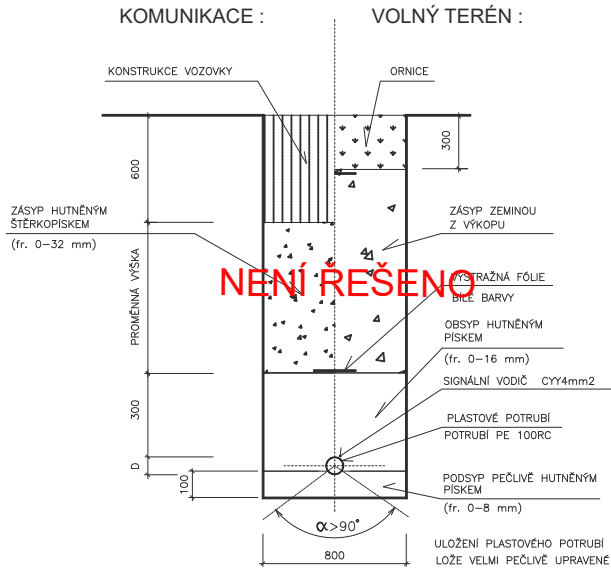 KOMUNIKACE :
VOLNÝ TERÉN :
KONSTRUKCE VOZOVKY
ORNICE
300
600
ZÁSYP HUTNĚNÝM
ŠTĚRKOPÍSKEM
(fr. 0–32 mm)
ZÁSYP ZEMINOU
Z VÝKOPU
PROMĚNNÁ VÝŠKA
NENÍ ŘEŠENO
VÝSTRAŽNÁ FÓLIE
BÍLÉ BARVY
OBSYP HUTNĚNÝM
PÍSKEM
(fr. 0–16 mm)
SIGNÁLNÍ VODIČ CYY4mm2
300
PLASTOVÉ POTRUBÍ
POTRUBÍ PE 100RC
D
100
PODSYP PEČLIVĚ HUTNĚNÝM
PÍSKEM
(fr. 0–8 mm)
α>90°
800
ULOŽENÍ PLASTOVÉHO POTRUBÍ
LOŽE VELMI PEČLIVĚ UPRAVENÉ